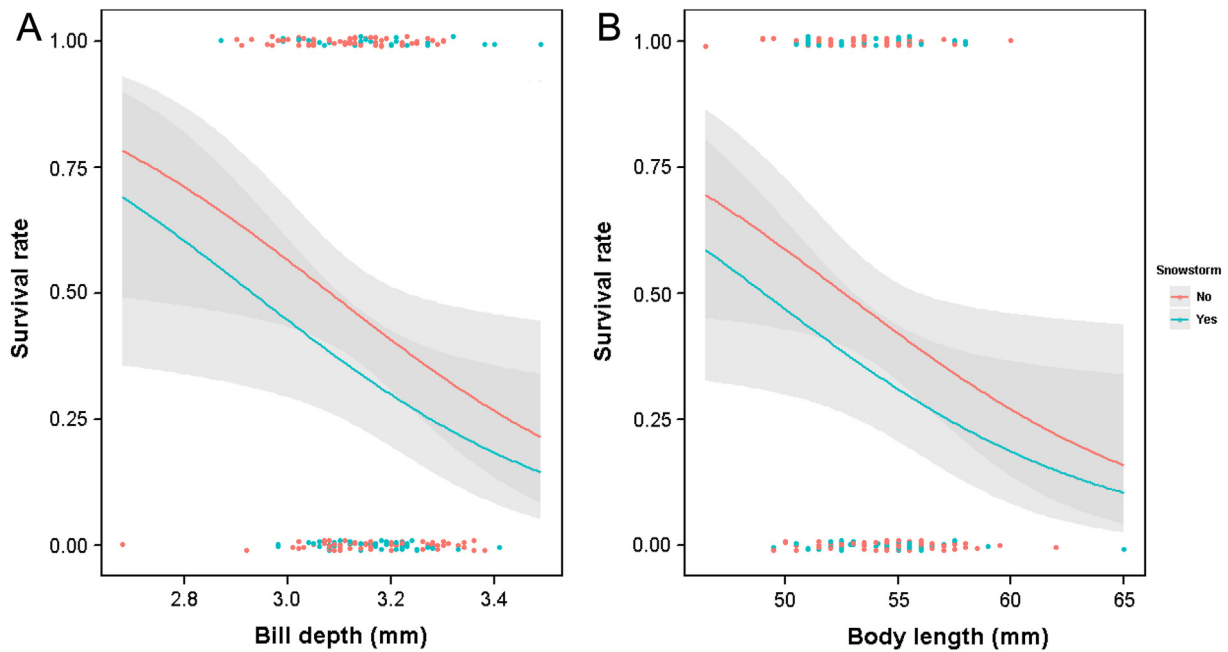 A
Survival rate
1.00
0.75
0.50
0.25
0.00
2.8
3.0
3.2
3.4
Bill depth (mm)
B
Survival rate
1.00
0.75
0.50
0.25
0.00
50
55
60
65
Body length (mm)
Snowstorm
No
Yes